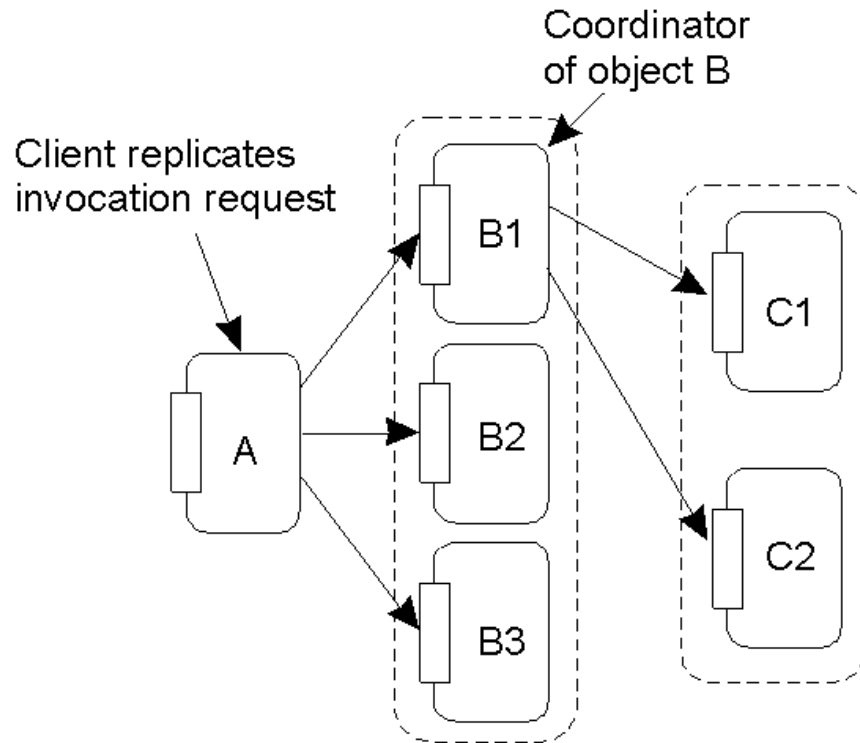 Coordinator
of object B
Client replicates
invocation request
B1
C1
A
B2
C2
B3